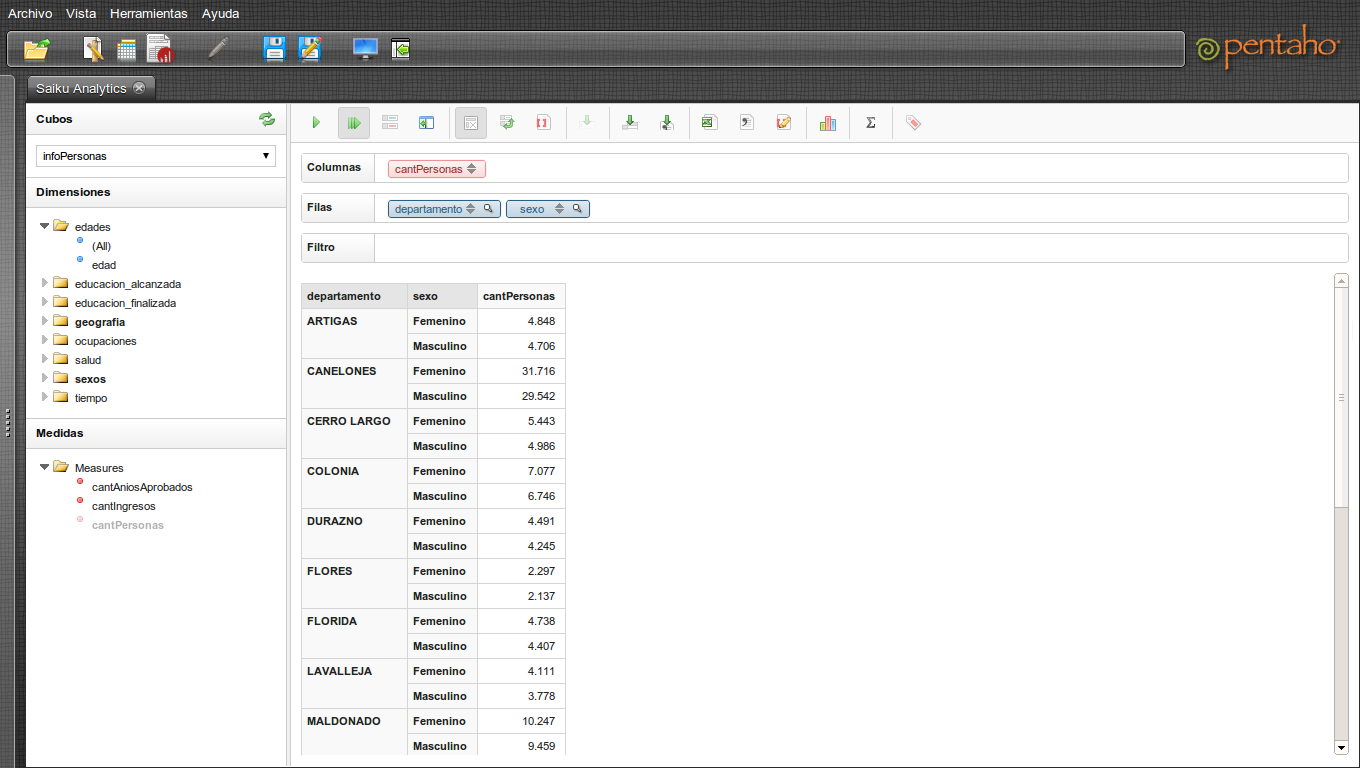 Archivo Vista Herramientas Ayuda
pentaho
Saiku Analytics
Cubos
infoPersonas
Dimensiones
edades
(All)
edad
educacion_alcanzada
educacion_finalizada
geografia
ocupaciones
salud
sexos
tiempo
Medidas
Measures
cantAniosAprobados
cantIngresos
cantPersonas
Columnas cantPersonas
Filas departamento sexo
Filtro
departamento sexo cantPersonas
ARTIGAS Femenino 4.848
Masculino 4.706
CANELONES Femenino 31.716
Masculino 29.542
CERRO LARGO Femenino 5.443
Masculino 4.986
COLONIA Femenino 7.077
Masculino 6.746
DURAZNO Femenino 4.491
Masculino 4.245
FLORES Femenino 2.297
Masculino 2.137
FLORIDA Femenino 4.738
Masculino 4.407
LAVALLEJA Femenino 4.111
Masculino 3.778
MALDONADO Femenino 10.247
Masculino 9.459